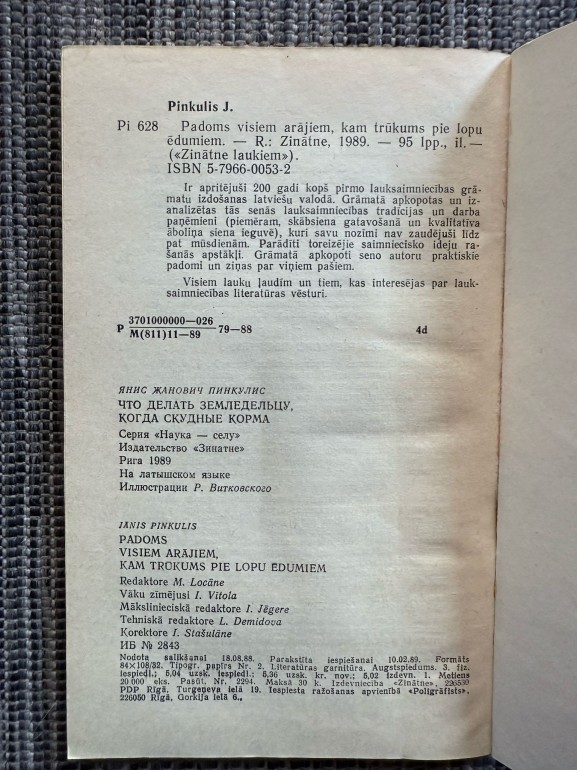 Pinkulis J.
Pi 628 Padoms visiem arājiem, kam trūkums pie lopu
ēdumiem. — R.: Zinātne, 1989. — 95 lpp., il. —
(«Zinātne laukiem»).
ISBN 5-7966-0053-2
Ir apritējuši 200 gadi kopš pirmo lauksaimniecības grā-
matu izdošanas latviešu valodā. Grāmatā apkopotas un iz-
analizētas tās senās lauksaimniecības tradīcijas un darba
paņēmieni (piemēram, skābsiena gatavošanā un kvalitatīva
āboliņa siena ieguvē), kuri savu nozīmi nav zaudējuši līdz
pat mūsdienām. Parādīti toreizējie saimniecisko ideju ra-
šanās apstākļi. Grāmatā apkopoti seno autoru praktiskie
padomi un ziņas par viņiem pašiem.
Visiem lauku ļaudīm un tiem, kas interesējas par lauk-
saimniecības literatūras vēsturi.
P 3701000000—026 79—88 4d
M(811)11—89
ЯНИС ЖАНОВИЧ ПИНКУЛИС
ЧТО ДЕЛАТЬ ЗЕМЛЕДЕЛЬЦУ,
КОГДА СКУДНЫЕ КОРМА
Серия «Наука — селу»
Издательство «Зинатне»
Рига 1989
На латышском языке
Иллюстрации Р. Витковского
JĀNIS PINKULIS
PADOMS
VISIEM ARĀJIEM,
KAM TRŪKUMS PIE LOPU ĒDUMIEM
Redaktore M. Locāne
Vāku zīmējusi I. Vītola
Mākslinieciskā redaktore I. Jēgere
Tehniskā redaktore L. Demidova
Korektore I. Stašulāne
ИБ № 2843
Nodota salikšanai 18.08.88. Parakstīta iespiešanai 10.02.89. Formāts
84×108/32. Tipogr. papīrs Nr. 2. Literatūras garnitūra. Augstspiedums. 3. fiz.
iespiedl.; 5,04 uzsk. iespiedl.; 5,36 uzsk. kr. nov.; 5,02 izdevn. l. Metiens
20 000 eks. Pasūt. Nr. 2294. Maksā 30 k. Izdevniecība «Zinātne», 226530
PDP Rīgā, Turgeņeva ielā 19. Iespiesta ražošanas apvienībā «Poligrāfists»,
226050 Rīgā, Gorkija ielā 6.,